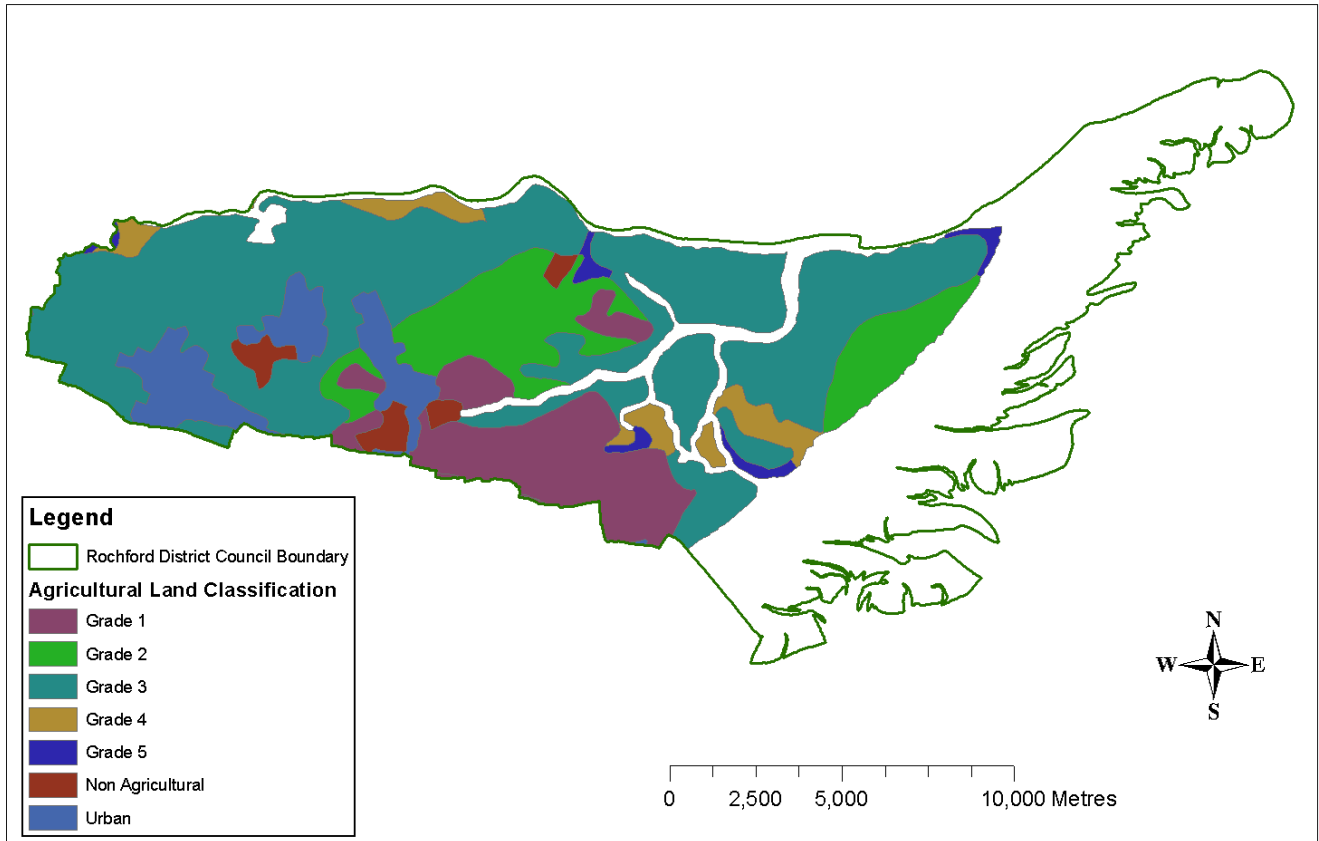 Legend
Rochford District Council Boundary
Agricultural Land Classification
Grade 1
Grade 2
Grade 3
Grade 4
Grade 5
Non Agricultural
Urban
N
W E
S
0 2,500 5,000 10,000 Metres